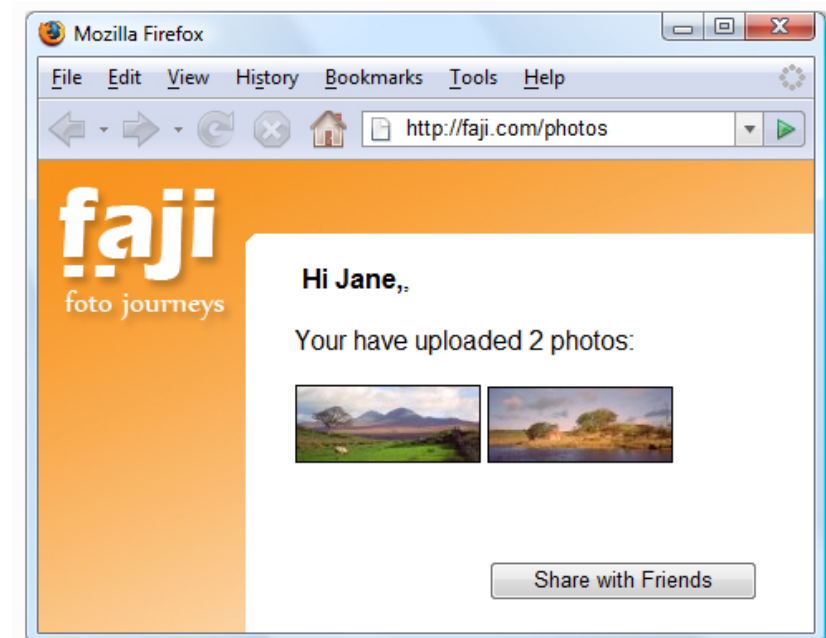 Mozilla Firefox
File Edit View History Bookmarks Tools Help
http://faji.com/photos
faji
foto journeys
Hi Jane,,
Your have uploaded 2 photos:
Share with Friends